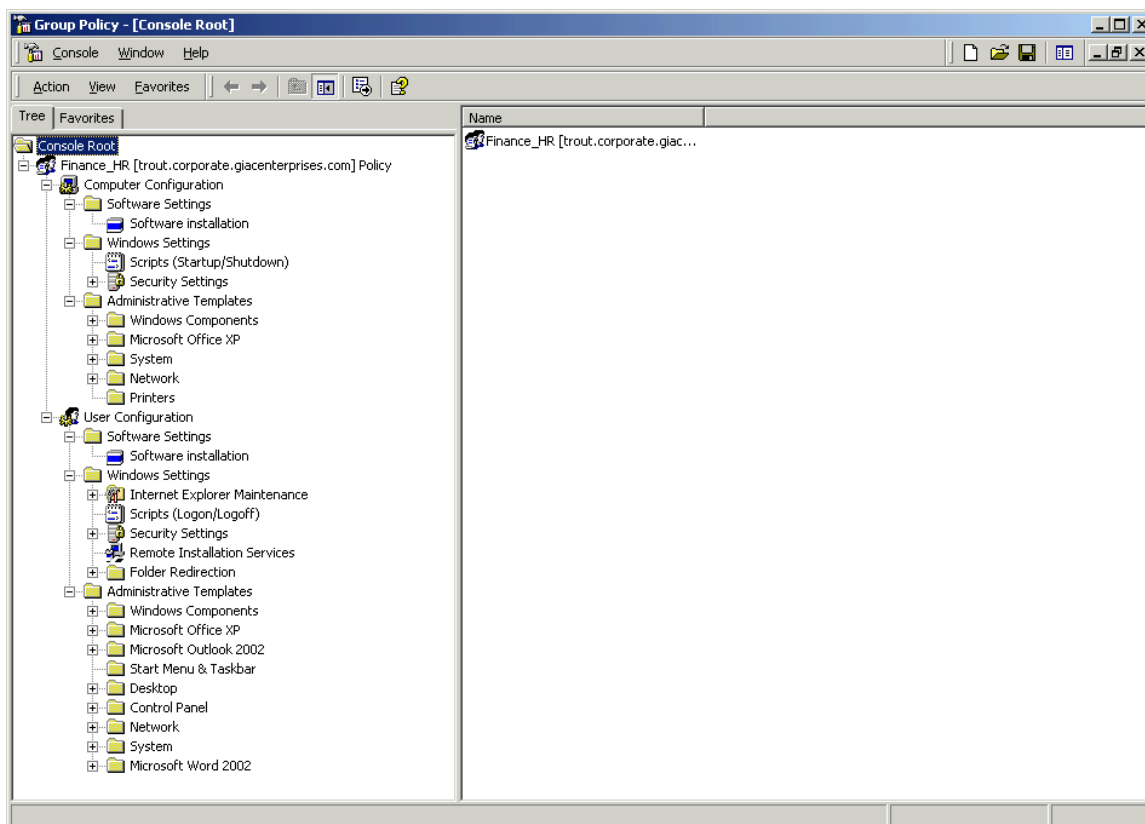 Group Policy - [Console Root]
Console Window Help
Action View Favorites
Tree Favorites
Name
Console Root
Finance_HR [trout.corporate.giac...
Finance_HR [trout.corporate.giacenterprises.com] Policy
Computer Configuration
Software Settings
Software installation
Windows Settings
Scripts (Startup/Shutdown)
Security Settings
Administrative Templates
Windows Components
Microsoft Office XP
System
Network
Printers
User Configuration
Software Settings
Software installation
Windows Settings
Internet Explorer Maintenance
Scripts (Logon/Logoff)
Security Settings
Remote Installation Services
Folder Redirection
Administrative Templates
Windows Components
Microsoft Office XP
Microsoft Outlook 2002
Start Menu & Taskbar
Desktop
Control Panel
Network
System
Microsoft Word 2002